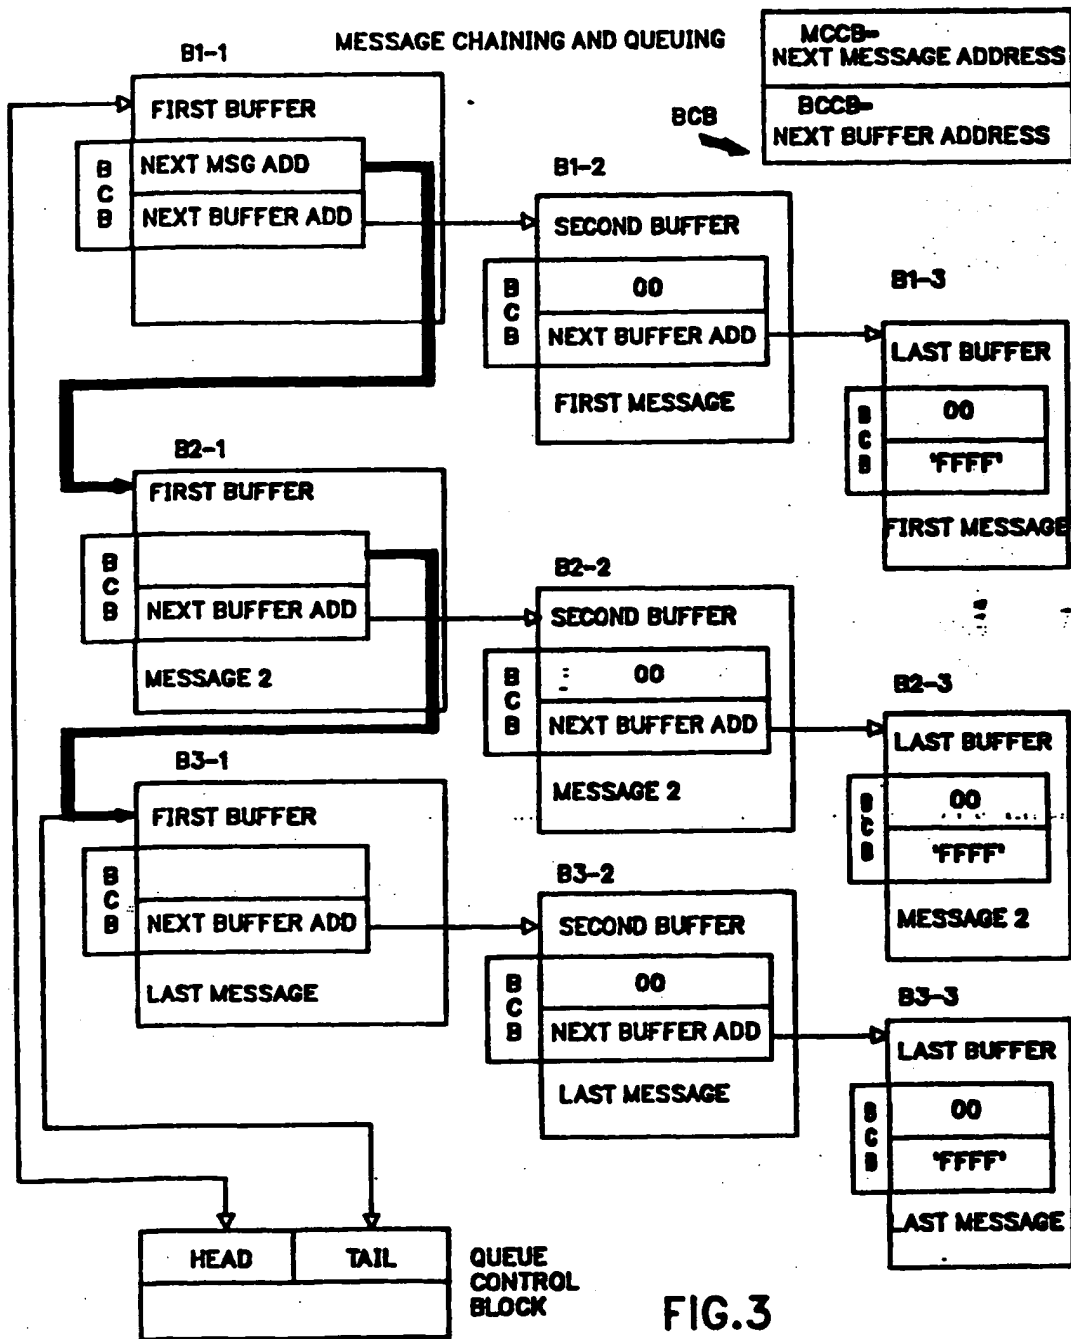 MESSAGE CHAINING AND QUEUING
MCCB=
NEXT MESSAGE ADDRESS
BCCB=
NEXT BUFFER ADDRESS
BCB
B1-1
FIRST BUFFER
BCB
NEXT MSG ADD
NEXT BUFFER ADD
B1-2
SECOND BUFFER
BCB
00
NEXT BUFFER ADD
FIRST MESSAGE
B1-3
LAST BUFFER
BCB
00
'FFFF'
FIRST MESSAGE
B2-1
FIRST BUFFER
BCB
NEXT BUFFER ADD
MESSAGE 2
B2-2
SECOND BUFFER
BCB
00
NEXT BUFFER ADD
MESSAGE 2
B2-3
LAST BUFFER
BCB
00
'FFFF'
MESSAGE 2
B3-1
FIRST BUFFER
BCB
NEXT BUFFER ADD
LAST MESSAGE
B3-2
SECOND BUFFER
BCB
00
NEXT BUFFER ADD
LAST MESSAGE
B3-3
LAST BUFFER
BCB
00
'FFFF'
LAST MESSAGE
HEAD
TAIL
QUEUE
CONTROL
BLOCK
FIG.3